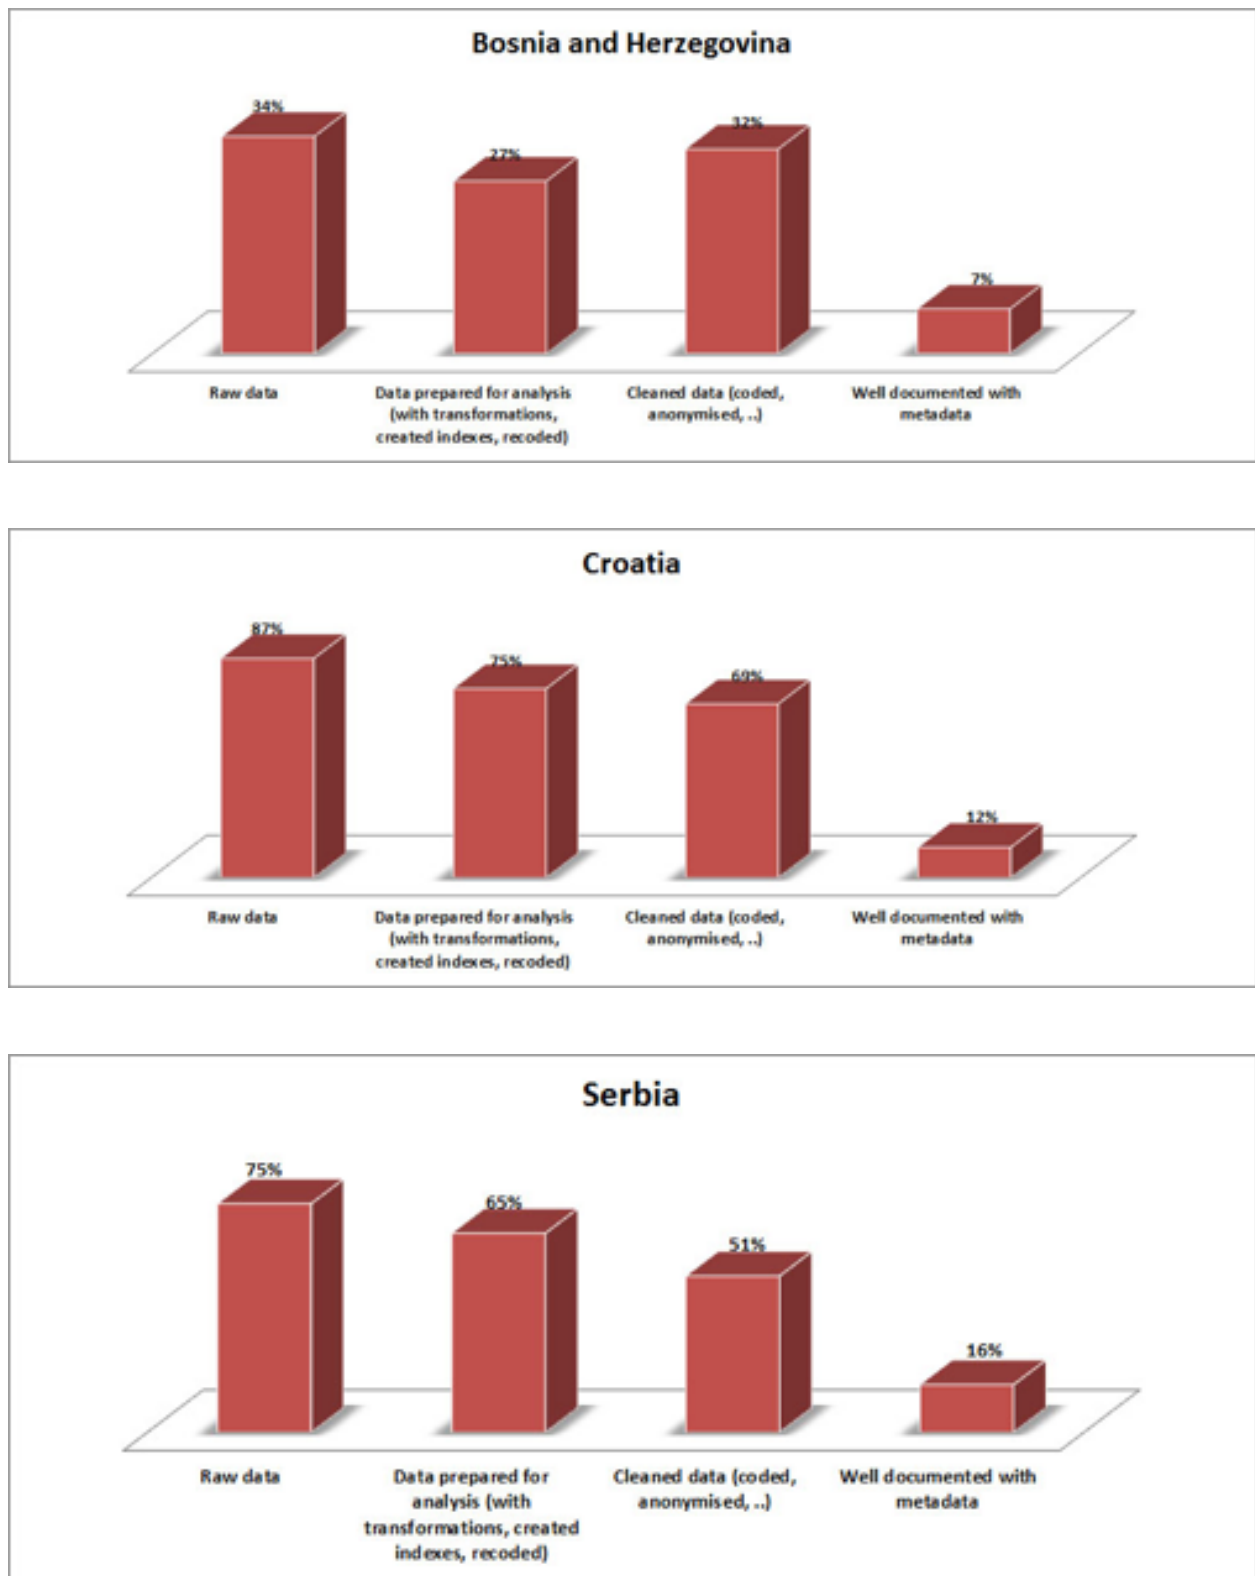 Bosnia and Herzegovina
34%
27%
32%
7%
Raw data
Data prepared for analysis
(with transformations,
created indexes, recoded)
Cleaned data (coded,
anonymised, ..)
Well documented with
metadata
Croatia
87%
75%
69%
12%
Raw data
Data prepared for analysis
(with transformations,
created indexes, recoded)
Cleaned data (coded,
anonymised, ..)
Well documented with
metadata
Serbia
75%
65%
51%
16%
Raw data
Data prepared for
analysis (with
transformations, created
indexes, recoded)
Cleaned data (coded,
anonymised, ..)
Well documented with
metadata